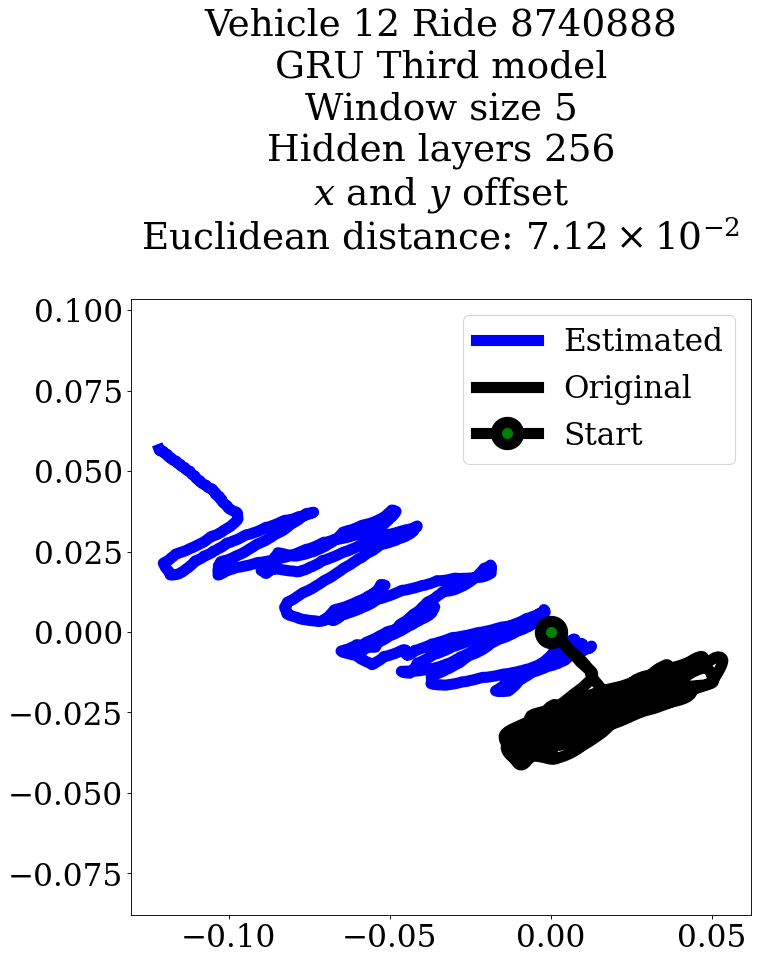 Vehicle 12 Ride 8740888
GRU Third model
Window size 5
Hidden layers 256
x and y offset
Euclidean distance: 7.12 × 10⁻²
Estimated
Original
Start
0.100
0.075
0.050
0.025
0.000
−0.025
−0.050
−0.075
−0.10 −0.05 0.00 0.05